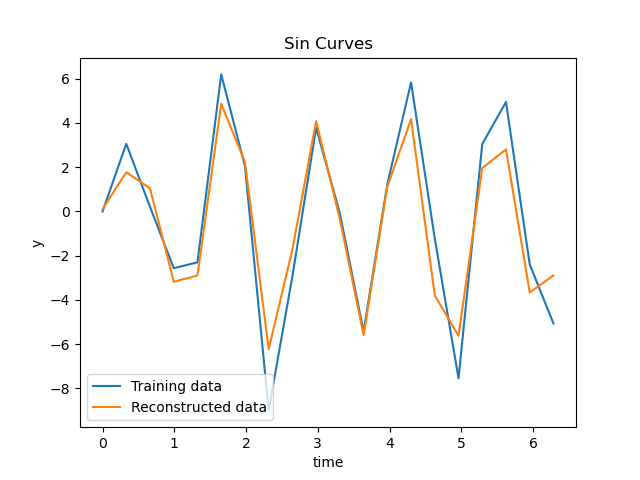 Sin Curves
6
4
2
0
−2
−4
−6
−8
y
Training data
Reconstructed data
0 1 2 3 4 5 6
time